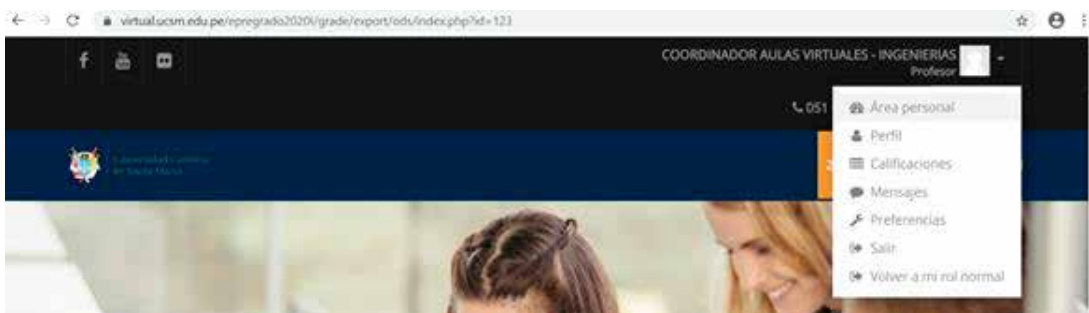 virtual.ucsm.edu.pe/epregrado2020i/grade/export/ods/index.php?id=123
COORDINADOR AULAS VIRTUALES - INGENIERIAS
Profesor
051
Área personal
Perfil
Calificaciones
Mensajes
Preferencias
Salir
Volver a mi rol normal